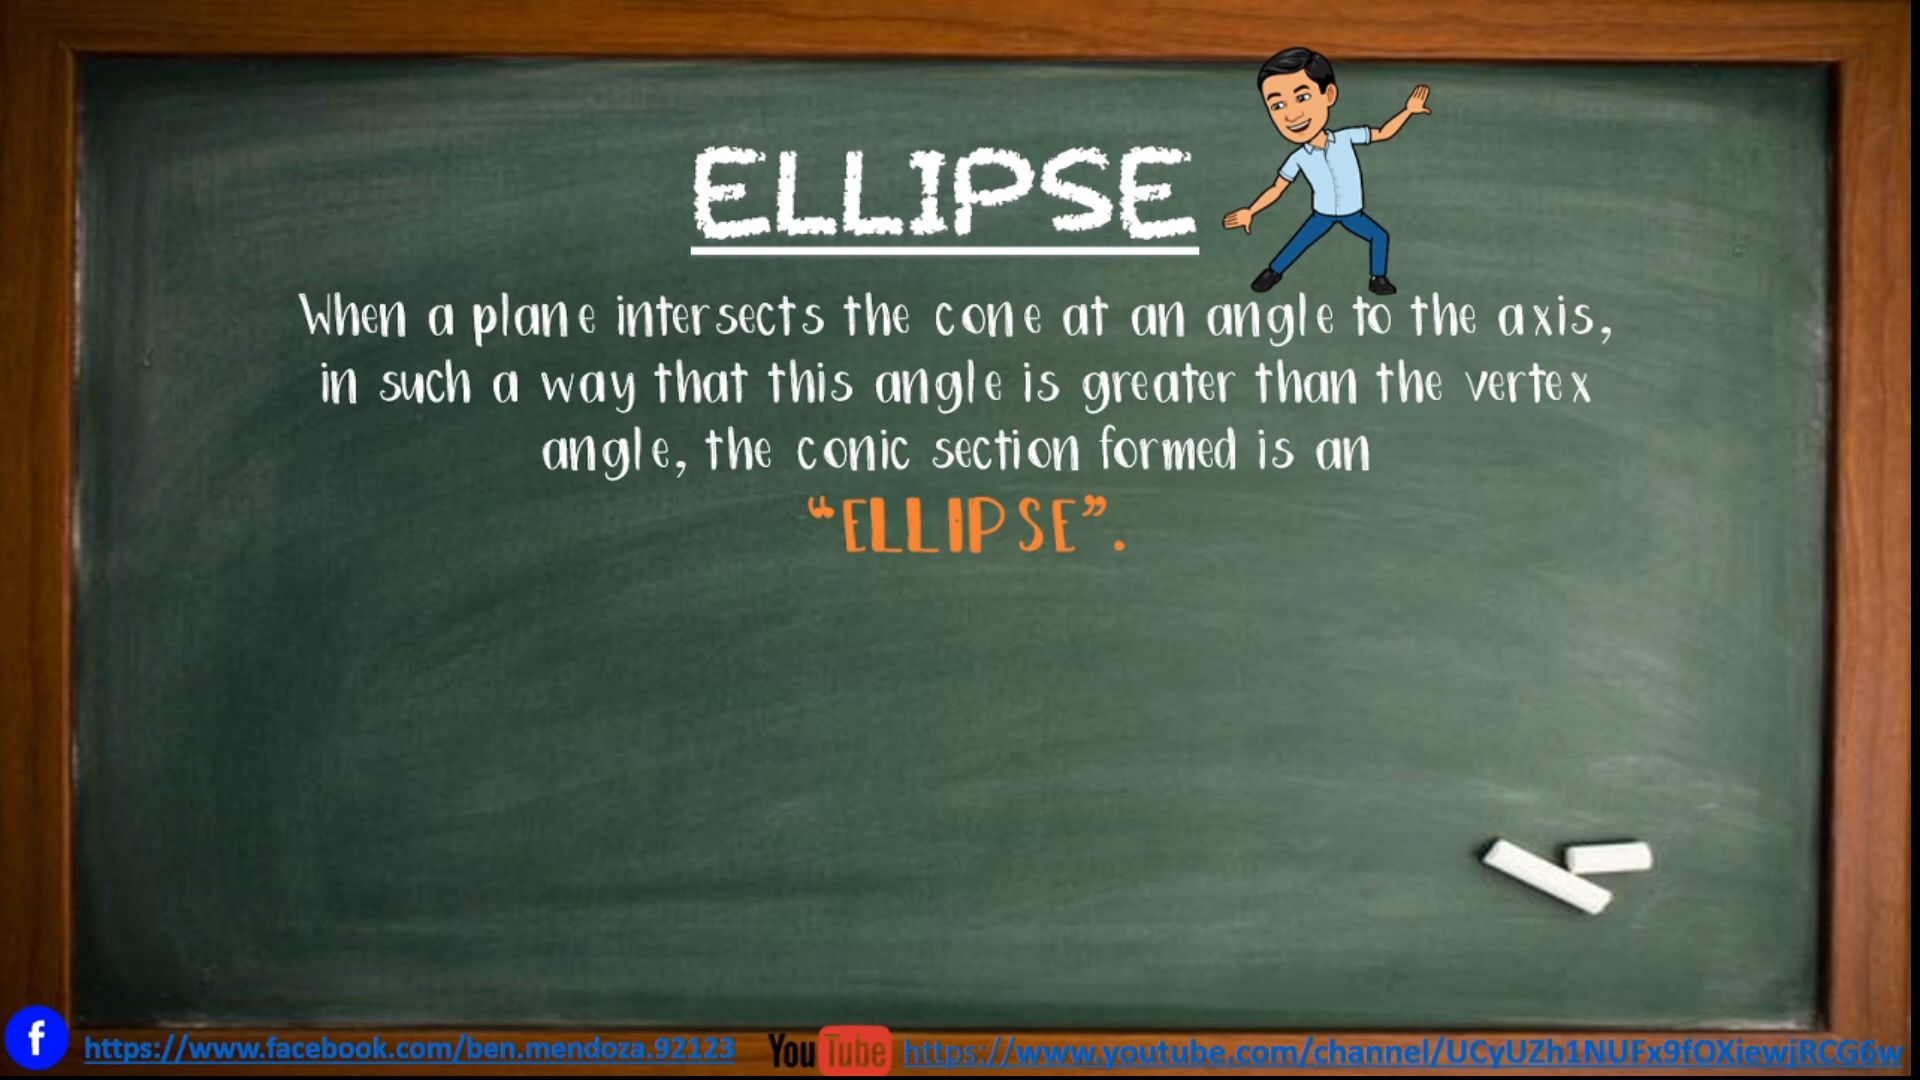 ELLIPSE
When a plane intersects the cone at an angle to the axis,
in such a way that this angle is greater than the vertex
angle, the conic section formed is an
“ELLIPSE”.
f https://www.facebook.com/ben.mendoza.92123 YouTube https://www.youtube.com/channel/UCyUZh1NUFx9fOXiewjRCG6w